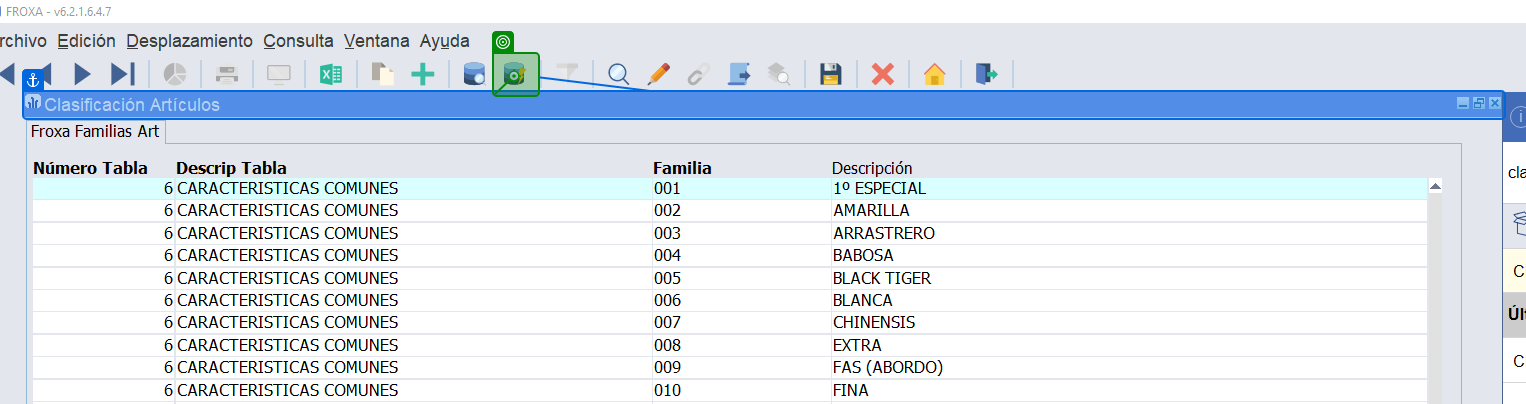 FROXA - v6.2.1.6.4.7
rchivo Edición Desplazamiento Consulta Ventana Ayuda
Clasificación Artículos
Froxa Familias Art
Número Tabla Descrip Tabla Familia Descripción
6 CARACTERISTICAS COMUNES 001 1º ESPECIAL
6 CARACTERISTICAS COMUNES 002 AMARILLA
6 CARACTERISTICAS COMUNES 003 ARRASTRERO
cla
6 CARACTERISTICAS COMUNES 004 BABOSA
6 CARACTERISTICAS COMUNES 005 BLACK TIGER
C
6 CARACTERISTICAS COMUNES 006 BLANCA
6 CARACTERISTICAS COMUNES 007 CHINENSIS
Úl
6 CARACTERISTICAS COMUNES 008 EXTRA
6 CARACTERISTICAS COMUNES 009 FAS (ABORDO)
C
6 CARACTERISTICAS COMUNES 010 FINA